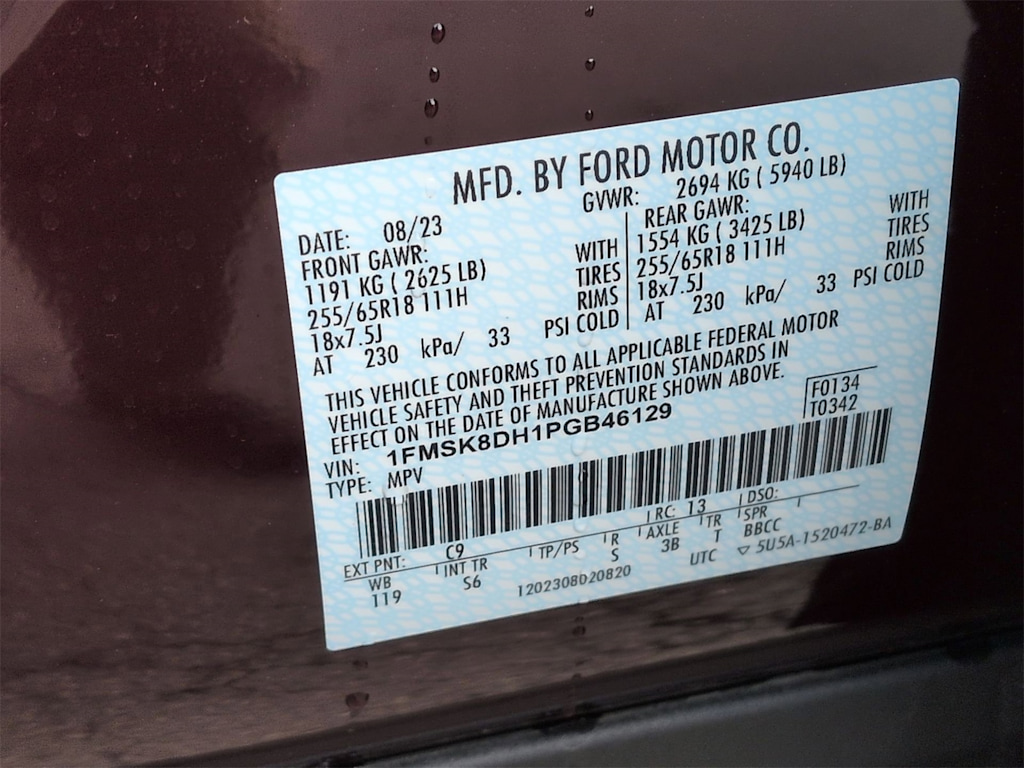 MFD. BY FORD MOTOR CO.
DATE: 08/23 GVWR: 2694 KG ( 5940 LB)
FRONT GAWR: REAR GAWR:
1191 KG ( 2625 LB) WITH 1554 KG ( 3425 LB) WITH
255/65R18 111H TIRES 255/65R18 111H TIRES
18x7.5J RIMS 18x7.5J RIMS
AT 230 kPa/ 33 PSI COLD AT 230 kPa/ 33 PSI COLD
THIS VEHICLE CONFORMS TO ALL APPLICABLE FEDERAL MOTOR
VEHICLE SAFETY AND THEFT PREVENTION STANDARDS IN
EFFECT ON THE DATE OF MANUFACTURE SHOWN ABOVE.
VIN: 1FMSK8DH1PGB46129 F0134
TYPE: MPV T0342
EXT PNT: C9 RC: 13 DSO:
WB INT TR TP/PS R AXLE TR SPR
119 S6 S 3B T BBCC
1202308020820 UTC ▽ 5U5A-1520472-BA